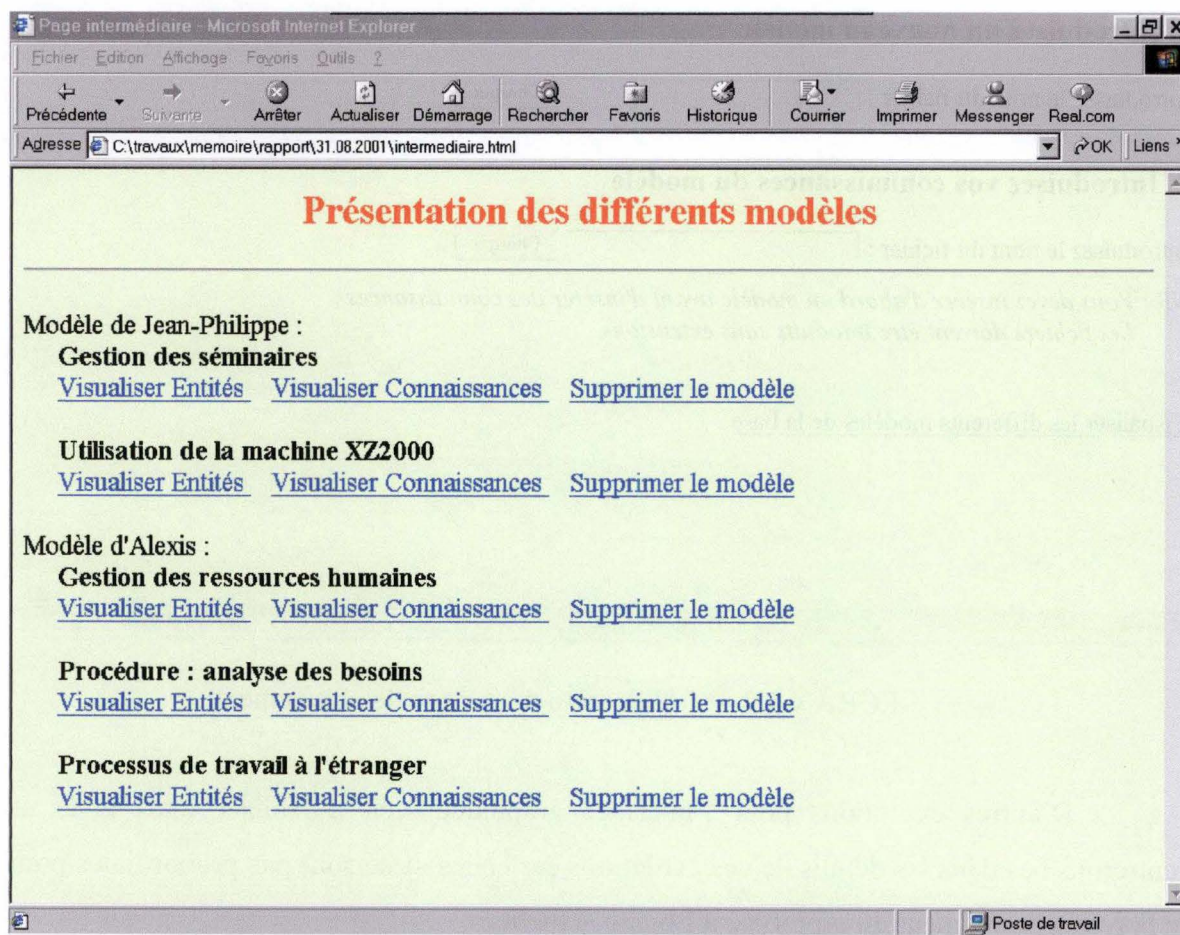 Page intermédiaire - Microsoft Internet Explorer
Fichier Edition Affichage Favoris Outils ?
Précédente Suivante Arrêter Actualiser Démarrage Rechercher Favoris Historique Courrier Imprimer Messenger Real.com
Adresse C:\travaux\memoire\rapport\31.08.2001\intermediaire.html OK Liens
Présentation des différents modèles
Modèle de Jean-Philippe :
Gestion des séminaires
Visualiser Entités Visualiser Connaissances Supprimer le modèle
Utilisation de la machine XZ2000
Visualiser Entités Visualiser Connaissances Supprimer le modèle
Modèle d'Alexis :
Gestion des ressources humaines
Visualiser Entités Visualiser Connaissances Supprimer le modèle
Procédure : analyse des besoins
Visualiser Entités Visualiser Connaissances Supprimer le modèle
Processus de travail à l'étranger
Visualiser Entités Visualiser Connaissances Supprimer le modèle
Poste de travail